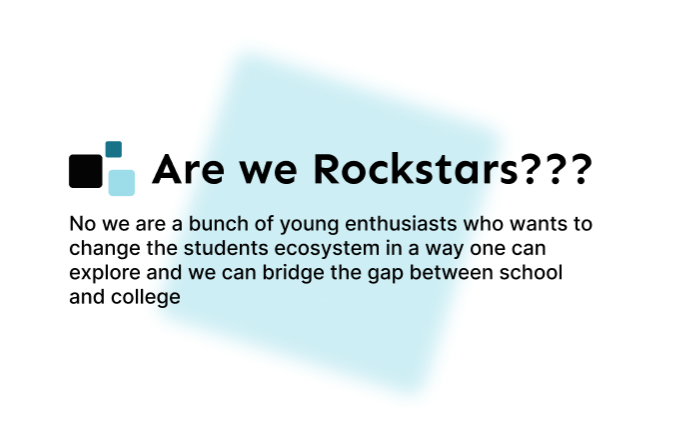 Are we Rockstars???
No we are a bunch of young enthusiasts who wants to
change the students ecosystem in a way one can
explore and we can bridge the gap between school
and college